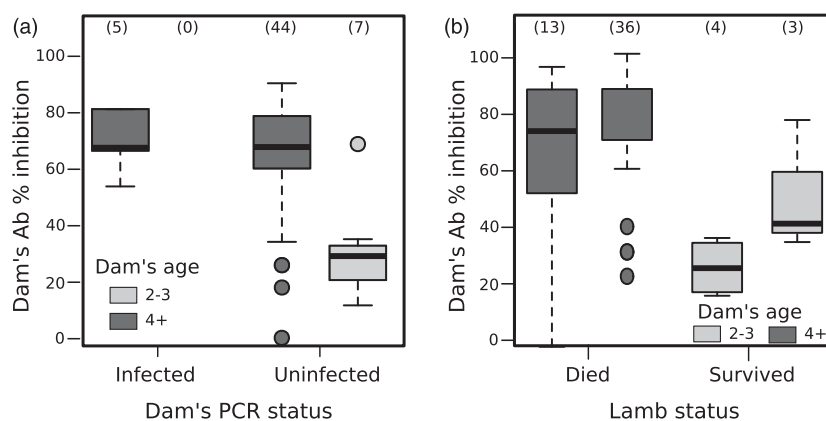 (a)
(5) (0) (44) (7)
100
80
60
40
20
0
Dam's Ab % inhibition
Dam's age
2-3
4+
Infected Uninfected
Dam's PCR status
(b)
(13) (36) (4) (3)
100
80
60
40
20
0
Dam's Ab % inhibition
Dam's age
2-3 4+
Died Survived
Lamb status